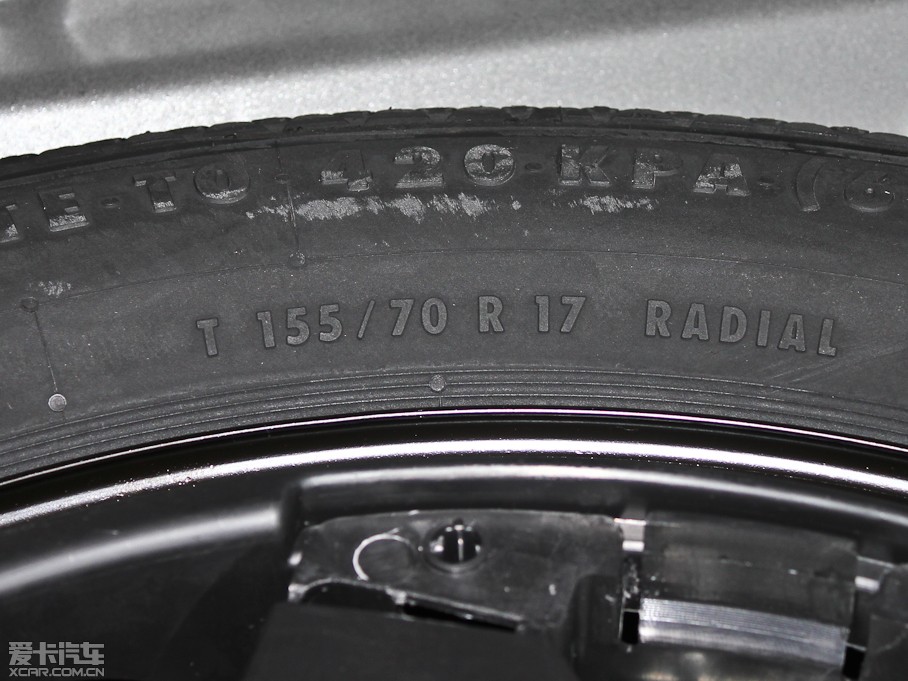 TE-TO-420-KPA-(6
T 155/70 R 17 RADIAL
爱卡汽车
XCAR.COM.CN